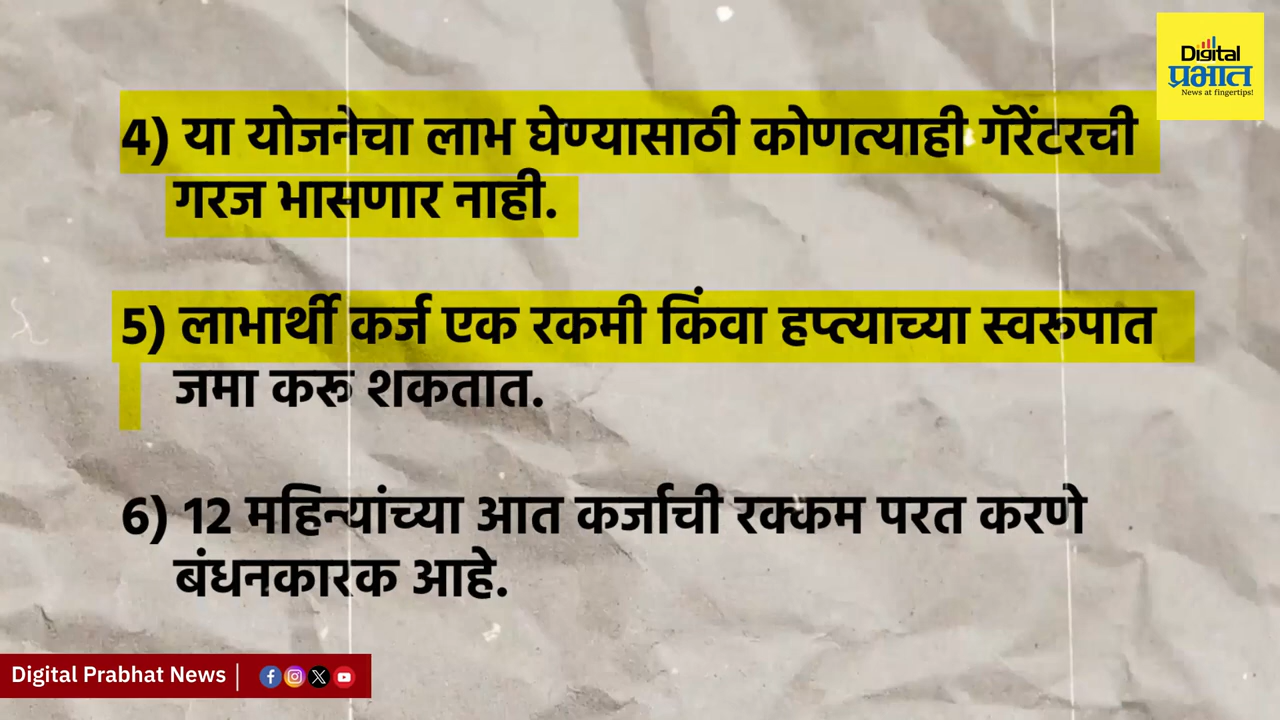 Digital
प्रभात
News at fingertips!
4) या योजनेचा लाभ घेण्यासाठी कोणत्याही गॅरेंटरची
गरज भासणार नाही.
5) लाभार्थी कर्ज एक रकमी किंवा हप्त्याच्या स्वरूपात
जमा करू शकतात.
6) 12 महिन्यांच्या आत कर्जाची रक्कम परत करणे
बंधनकारक आहे.
Digital Prabhat News |